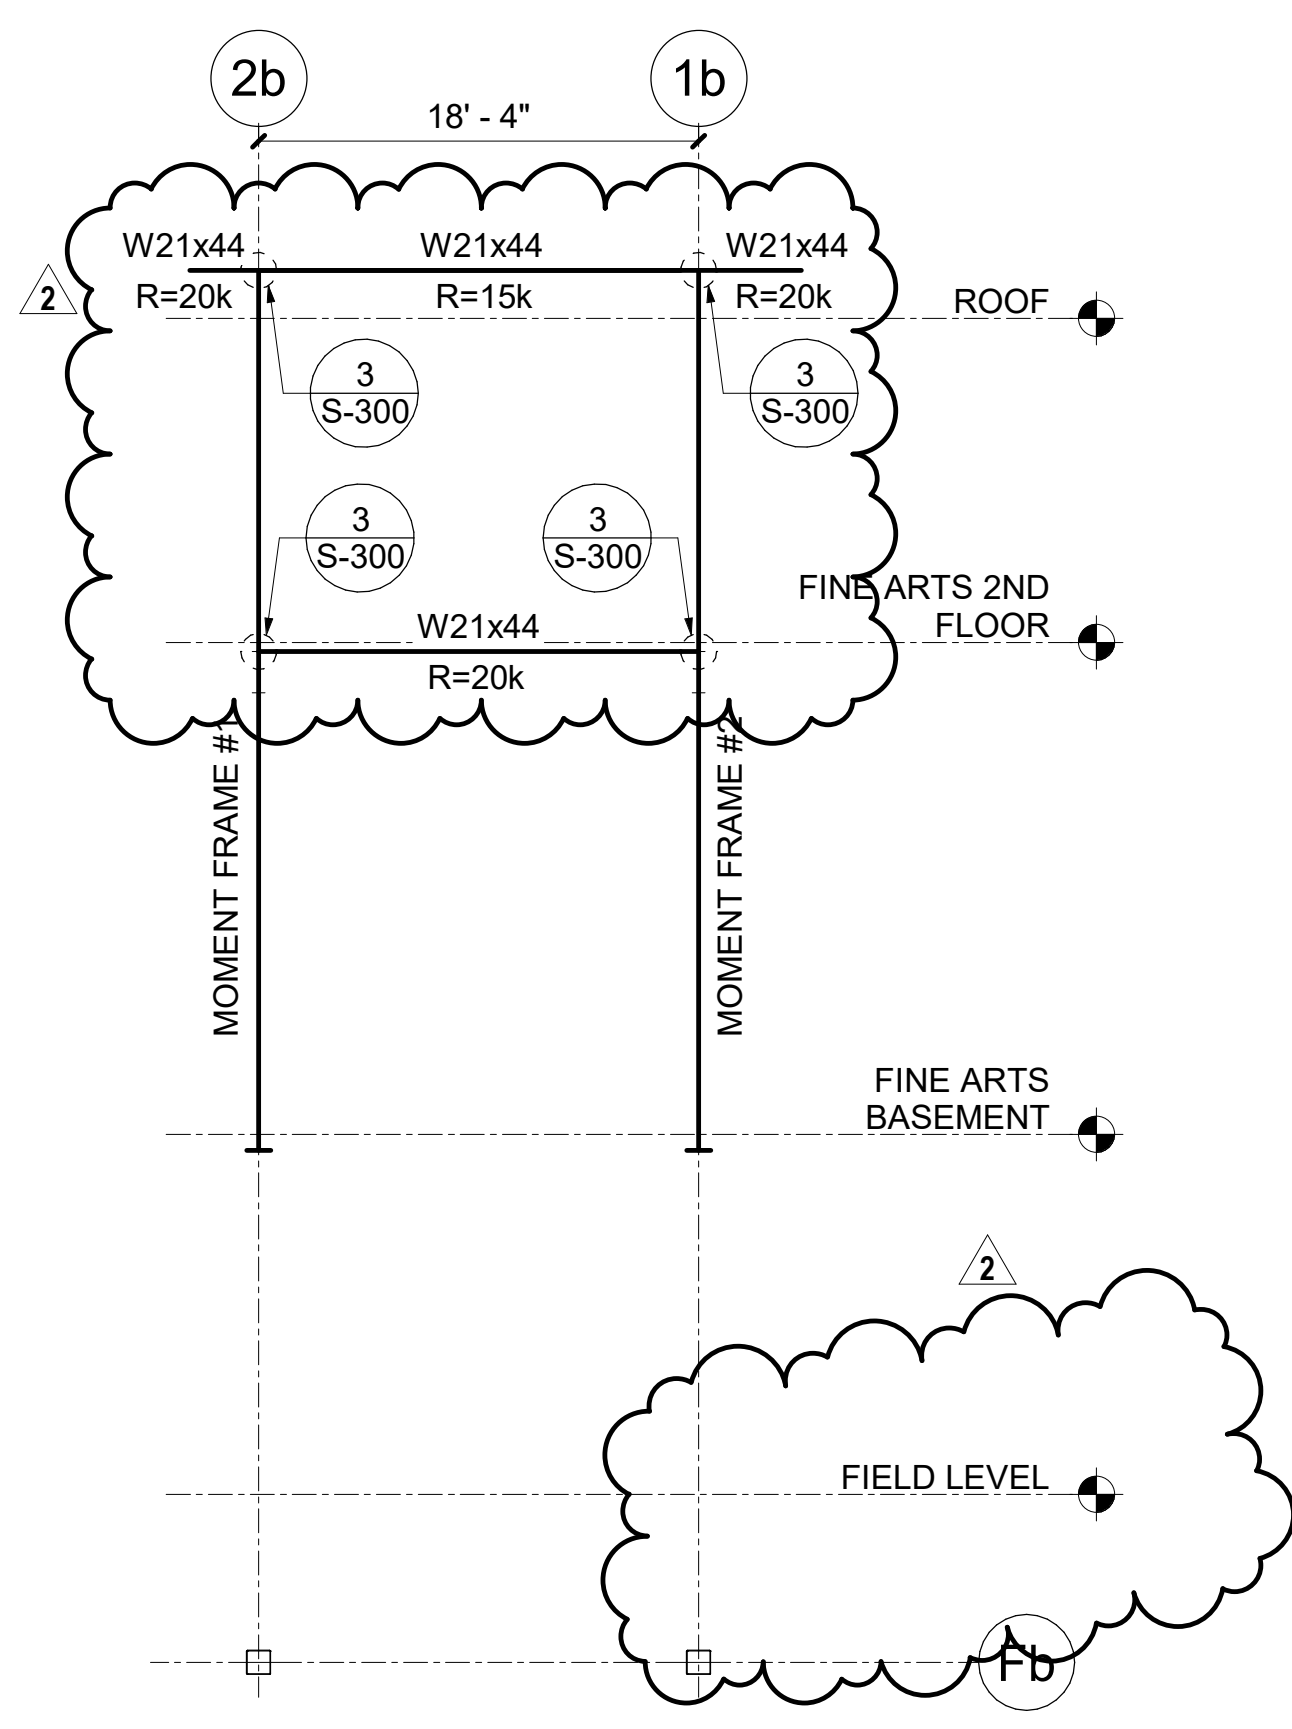 2b
1b
18' - 4"
W21x44
W21x44
W21x44
2
R=20k
R=15k
R=20k
ROOF
3
S-300
3
S-300
3
S-300
3
S-300
FINE ARTS 2ND
FLOOR
W21x44
R=20k
MOMENT FRAME #1
MOMENT FRAME #2
FINE ARTS
BASEMENT
2
FIELD LEVEL
Fb